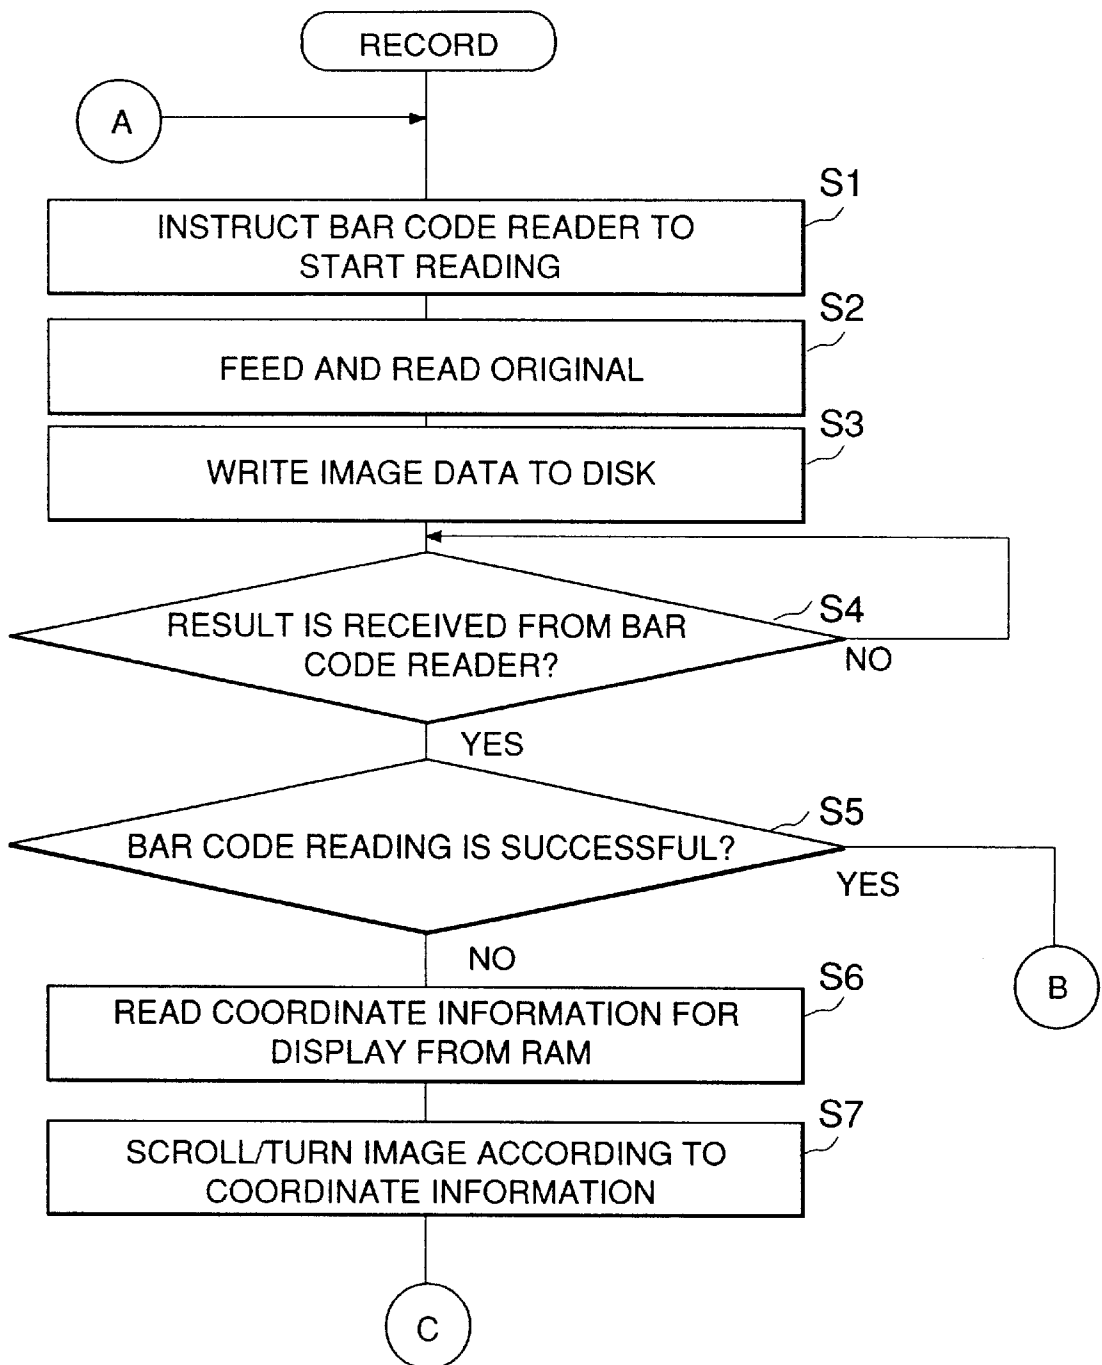 RECORD
A
S1
INSTRUCT BAR CODE READER TO
START READING
S2
FEED AND READ ORIGINAL
S3
WRITE IMAGE DATA TO DISK
S4
RESULT IS RECEIVED FROM BAR
CODE READER?
NO
YES
S5
BAR CODE READING IS SUCCESSFUL?
YES
NO
B
S6
READ COORDINATE INFORMATION FOR
DISPLAY FROM RAM
S7
SCROLL/TURN IMAGE ACCORDING TO
COORDINATE INFORMATION
C